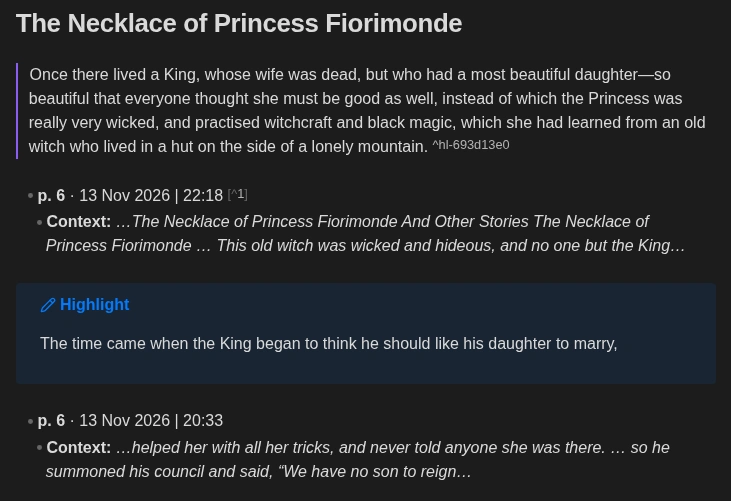 The Necklace of Princess Fiorimonde
Once there lived a King, whose wife was dead, but who had a most beautiful daughter—so
beautiful that everyone thought she must be good as well, instead of which the Princess was
really very wicked, and practised witchcraft and black magic, which she had learned from an old
witch who lived in a hut on the side of a lonely mountain. ^hl-693d13e0
• p. 6 · 13 Nov 2026 | 22:18 [^1]
• Context: …The Necklace of Princess Fiorimonde And Other Stories The Necklace of
Princess Fiorimonde … This old witch was wicked and hideous, and no one but the King…
Highlight
The time came when the King began to think he should like his daughter to marry,
• p. 6 · 13 Nov 2026 | 20:33
• Context: …helped her with all her tricks, and never told anyone she was there. … so he
summoned his council and said, “We have no son to reign…